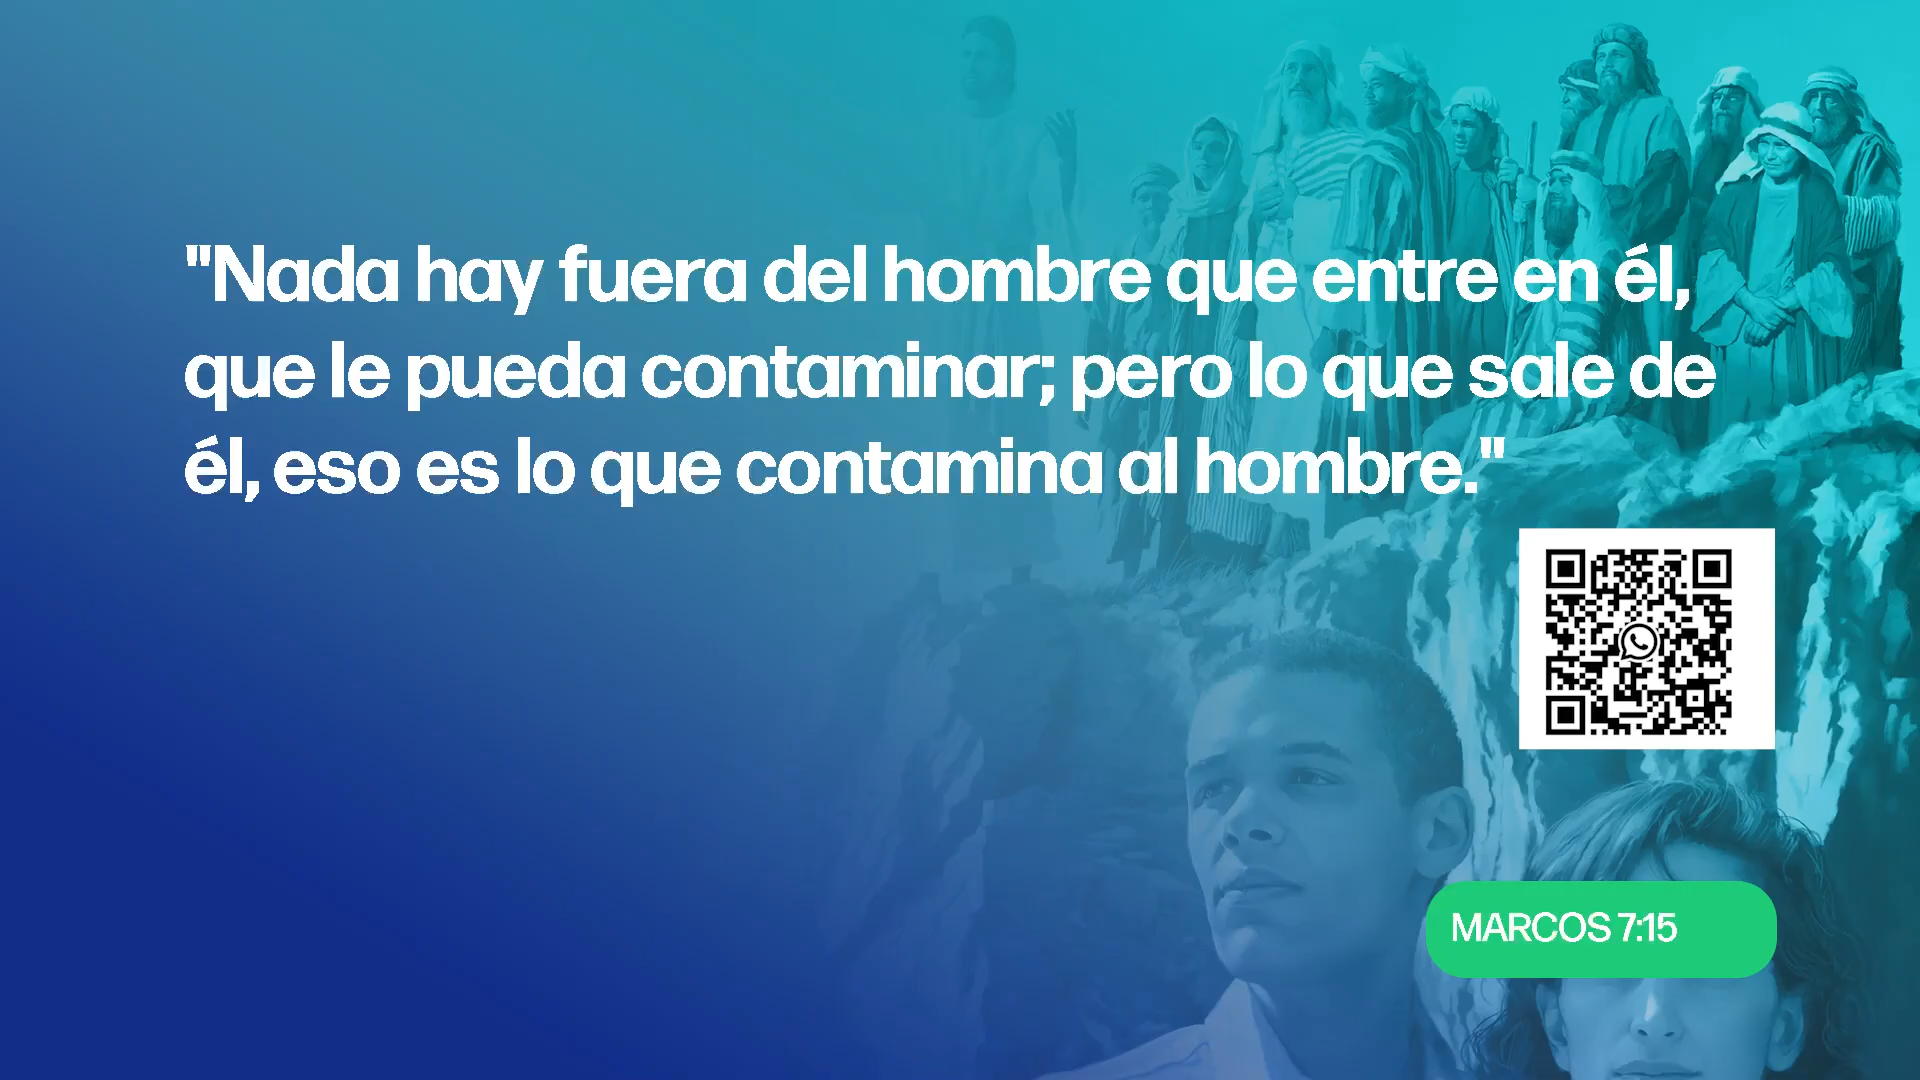 "Nada hay fuera del hombre que entre en él,
que le pueda contaminar; pero lo que sale de
él, eso es lo que contamina al hombre."
MARCOS 7:15